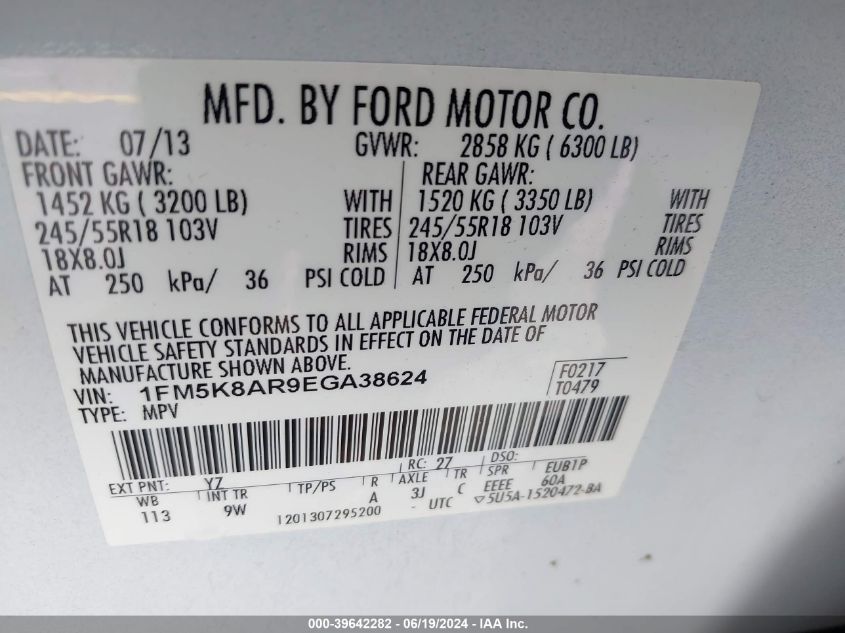 MFD. BY FORD MOTOR CO.
DATE: 07/13 GVWR: 2858 KG ( 6300 LB)
FRONT GAWR: REAR GAWR:
1452 KG ( 3200 LB) WITH 1520 KG ( 3350 LB) WITH
245/55R18 103V TIRES 245/55R18 103V TIRES
18X8.0J RIMS 18X8.0J RIMS
AT 250 kPa/ 36 PSI COLD AT 250 kPa/ 36 PSI COLD
THIS VEHICLE CONFORMS TO ALL APPLICABLE FEDERAL MOTOR
VEHICLE SAFETY STANDARDS IN EFFECT ON THE DATE OF
MANUFACTURE SHOWN ABOVE.
VIN: 1FM5K8AR9EGA38624 F0217
TYPE: MPV T0479
EXT PNT: YZ RC: 27 DSO:
WB INT TR TP/PS R AXLE TR SPR EUB1P
113 9W A 3J C EEEE 60A
1201307295200 - UTC ▽5U5A-1520472-BA
000-39642282 - 06/19/2024 - IAA Inc.